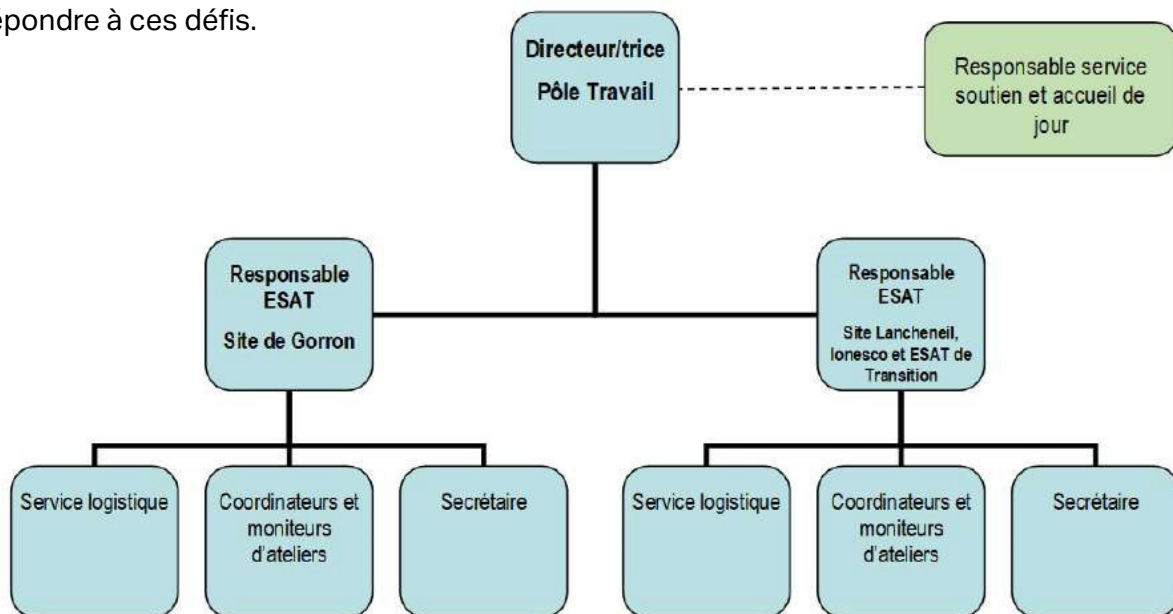 épondre à ces défis.
Directeur/trice
Pôle Travail
Responsable service
soutien et accueil de
jour
Responsable
ESAT
Site de Gorron
Responsable
ESAT
Site Lancheneil,
Ionesco et ESAT de
Transition
Service logistique
Coordinateurs et
moniteurs
d'ateliers
Secrétaire
Service logistique
Coordinateurs et
moniteurs
d'ateliers
Secrétaire